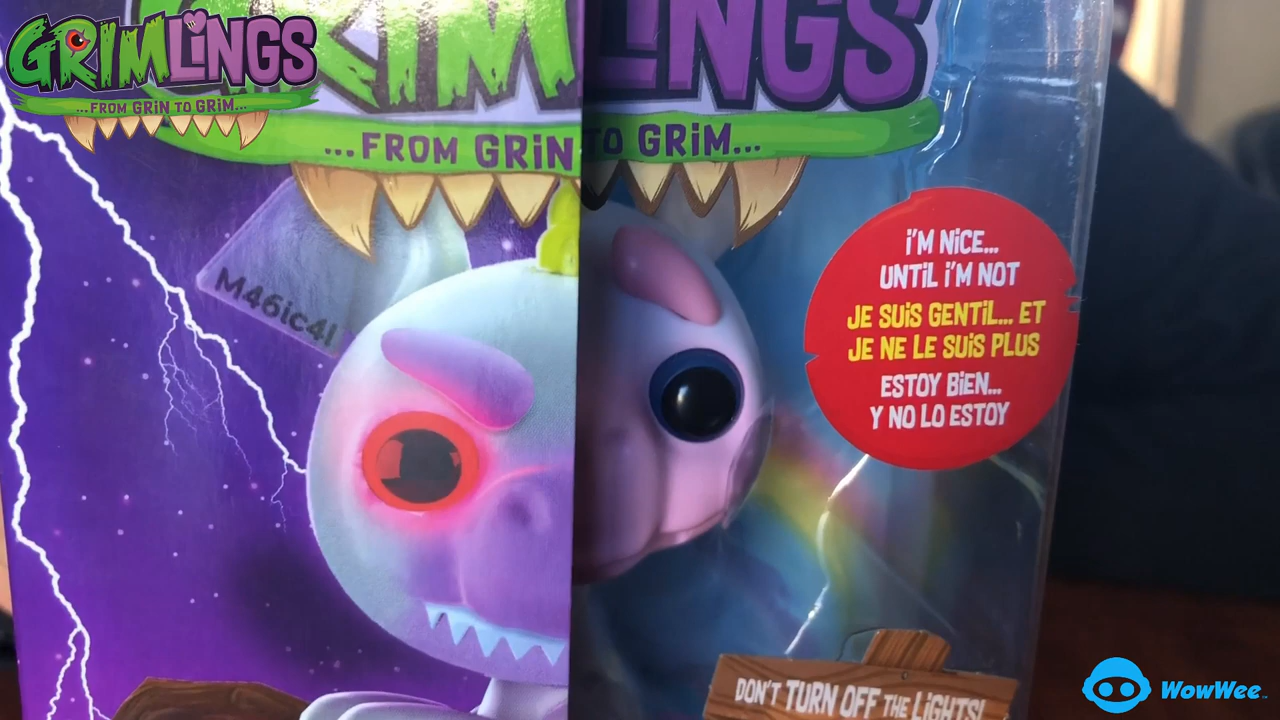 GRIMLINGS
...FROM GRIN TO GRIM...
GRIMLINGS
...FROM GRIN TO GRIM...
M46ic4l
I'M NICE...
UNTIL I'M NOT
JE SUIS GENTIL... ET
JE NE LE SUIS PLUS
ESTOY BIEN...
Y NO LO ESTOY
DON'T TURN OFF THE LIGHTS!
WowWee